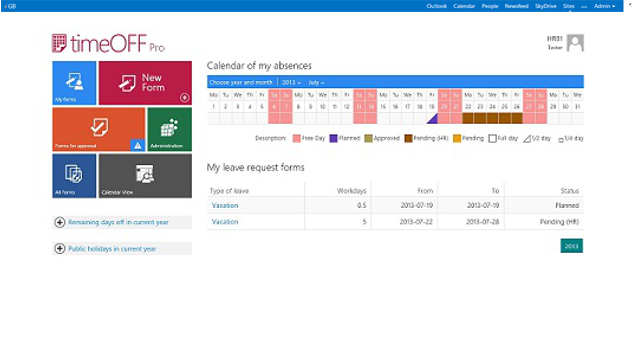 GB
Outlook Calendar People Newsfeed SkyDrive Sites ... Admin
timeOFF Pro
HR01
Tester
Calendar of my absences
Choose year and month 2013 July
Mo Tu We Th Fr Sa Su Mo Tu We Th Fr Sa Su Mo Tu We Th Fr Sa Su Mo Tu We Th Fr Sa Su Mo Tu We
1 2 3 4 5 6 7 8 9 10 11 12 13 14 15 16 17 18 19 20 21 22 23 24 25 26 27 28 29 30 31
Description: Free Day Planned Approved Pending (HR) Pending Full day 1/2 day 1/4 day
My forms
New Form
Forms for approval
Administration
All forms
Calendar View
Remaining days off in current year
Public holidays in current year
My leave request forms
Type of leave Workdays From To Status
Vacation 0.5 2013-07-19 2013-07-19 Planned
Vacation 5 2013-07-22 2013-07-28 Pending (HR)
2013